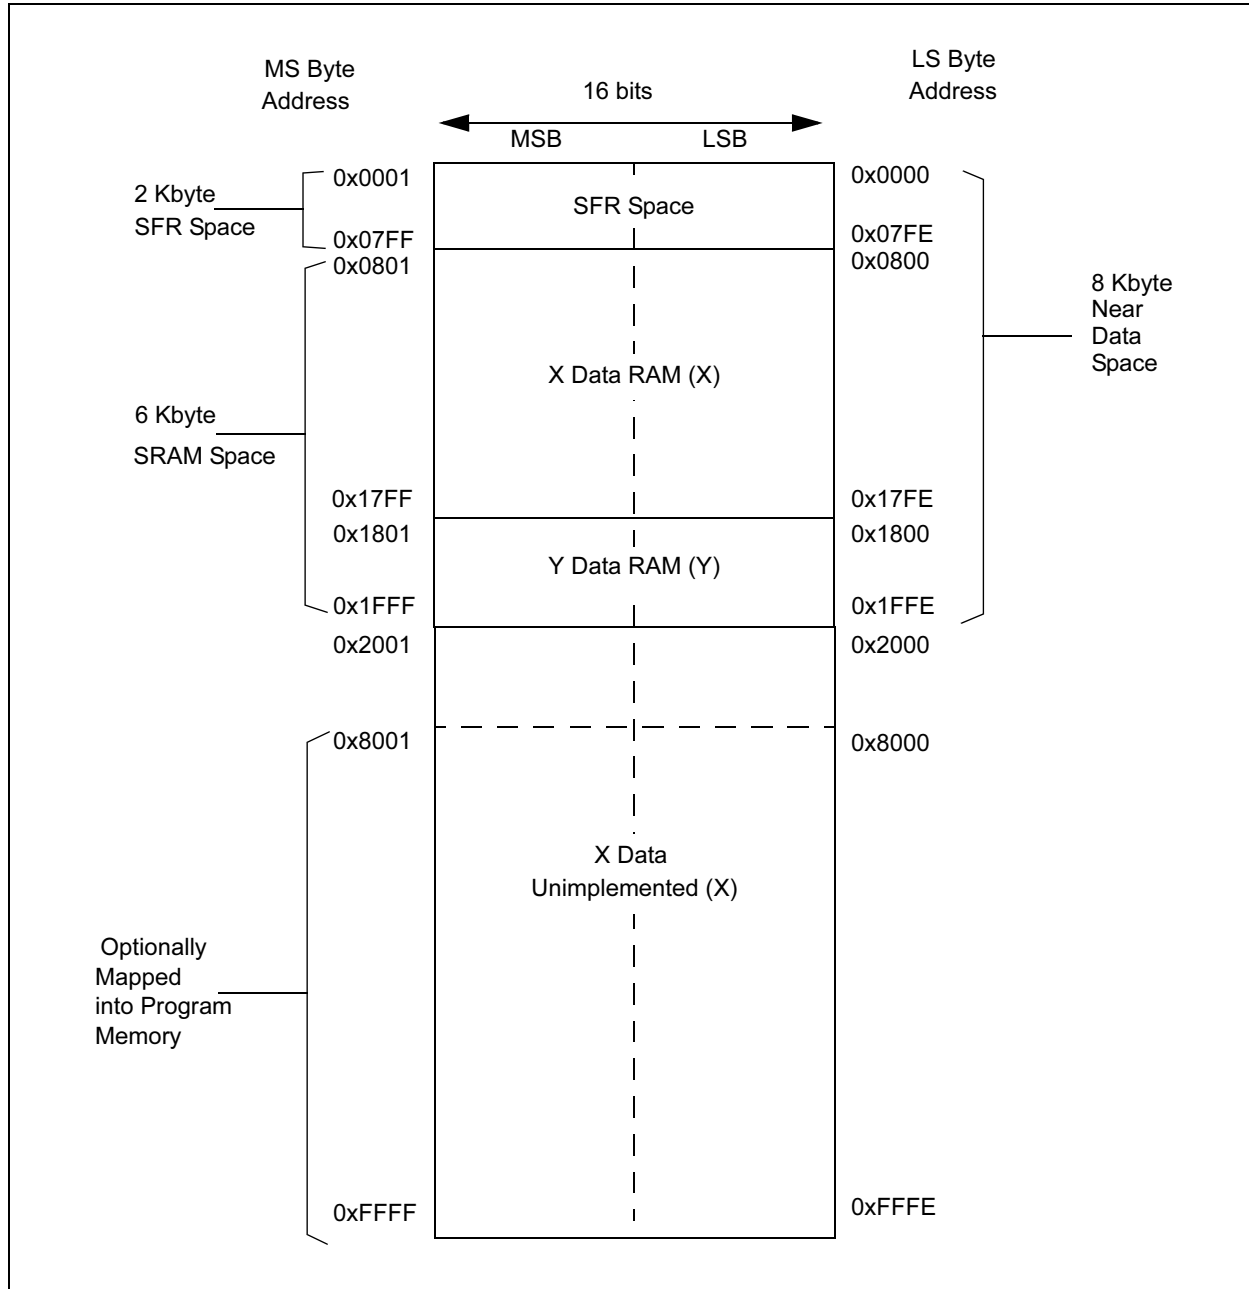 MS Byte
Address
16 bits
LS Byte
Address
MSB
LSB
2 Kbyte
SFR Space
0x0001
0x07FF
SFR Space
0x0000
0x07FE
6 Kbyte
SRAM Space
0x0801
0x17FF
X Data RAM (X)
0x0800
0x17FE
8 Kbyte
Near
Data
Space
0x1801
0x1FFF
Y Data RAM (Y)
0x1800
0x1FFE
0x2001
0x2000
0x8001
0x8000
X Data
Unimplemented (X)
Optionally
Mapped
into Program
Memory
0xFFFF
0xFFFE